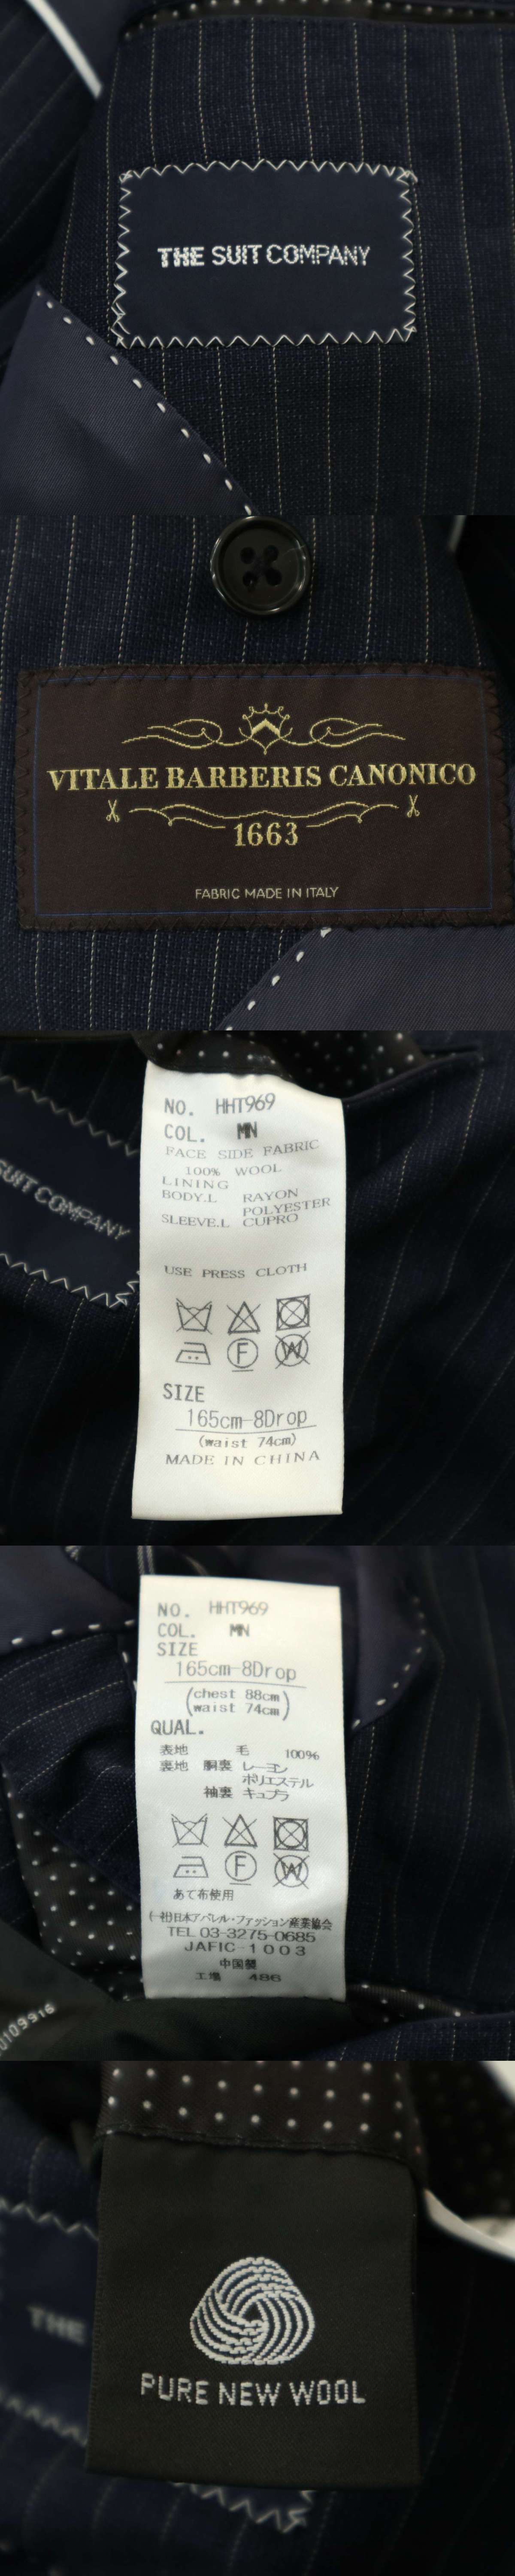 THE SUIT COMPANY
VITALE BARBERIS CANONICO
1663
FABRIC MADE IN ITALY
SUIT COMPANY
NO. HHT969
COL. MN
FACE SIDE FABRIC
100% WOOL
LINING
BODY.L RAYON
POLYESTER
SLEEVE.L CUPRO
USE PRESS CLOTH
F W
SIZE
165cm-8Drop
(waist 74cm)
MADE IN CHINA
NO. HHT969
COL. MN
SIZE
165cm-8Drop
(chest 88cm
waist 74cm)
QUAL.
表地 毛 100%
裏地 胴裏 レーヨン
ポリエステル
袖裏 キュプラ
F W
あて布使用
(一社)日本アパレル・ファッション産業協会
TEL 03-3275-0685
JAFIC 1003
中国製
工場 486
THE
PURE NEW WOOL